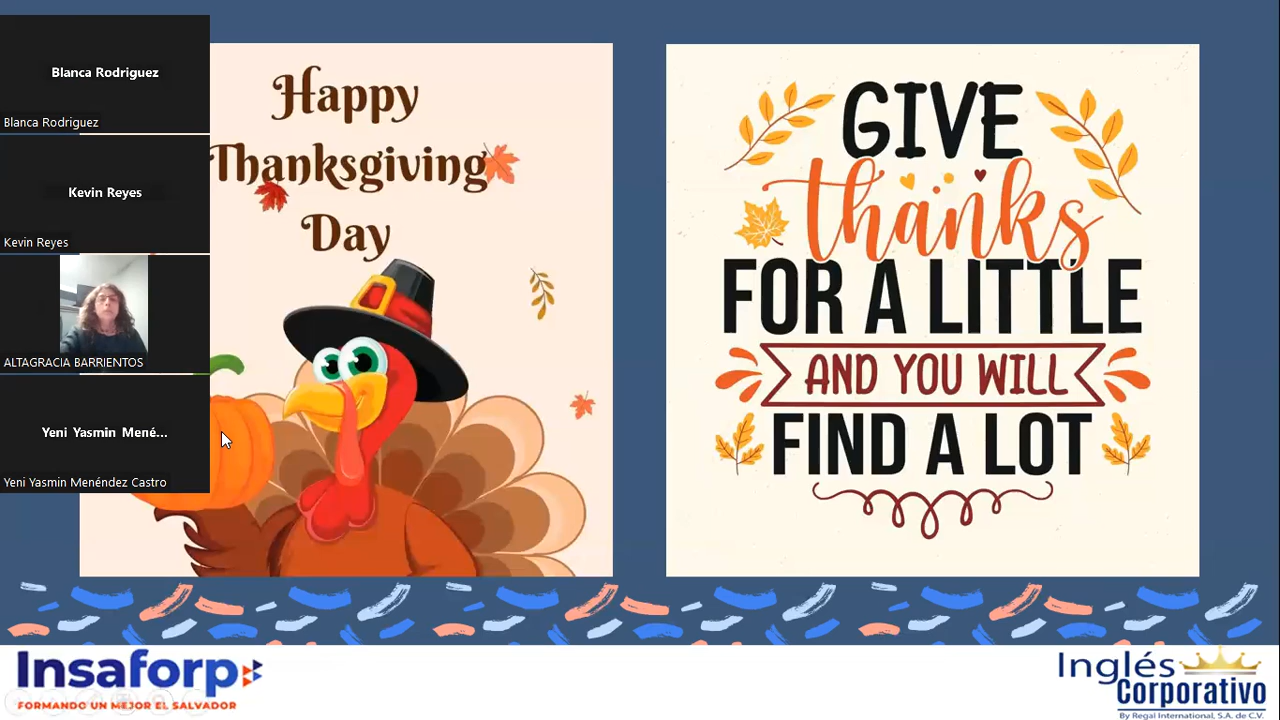 Blanca Rodriguez
Blanca Rodriguez
Kevin Reyes
Kevin Reyes
ALTAGRACIA BARRIENTOS
Yeni Yasmin Mené...
Yeni Yasmin Menéndez Castro
Happy
Thanksgiving
Day
GIVE
thanks
FOR A LITTLE
AND YOU WILL
FIND A LOT
Insaforp
FORMANDO UN MEJOR EL SALVADOR
Inglés
Corporativo
By Regal International, S.A. de C.V.